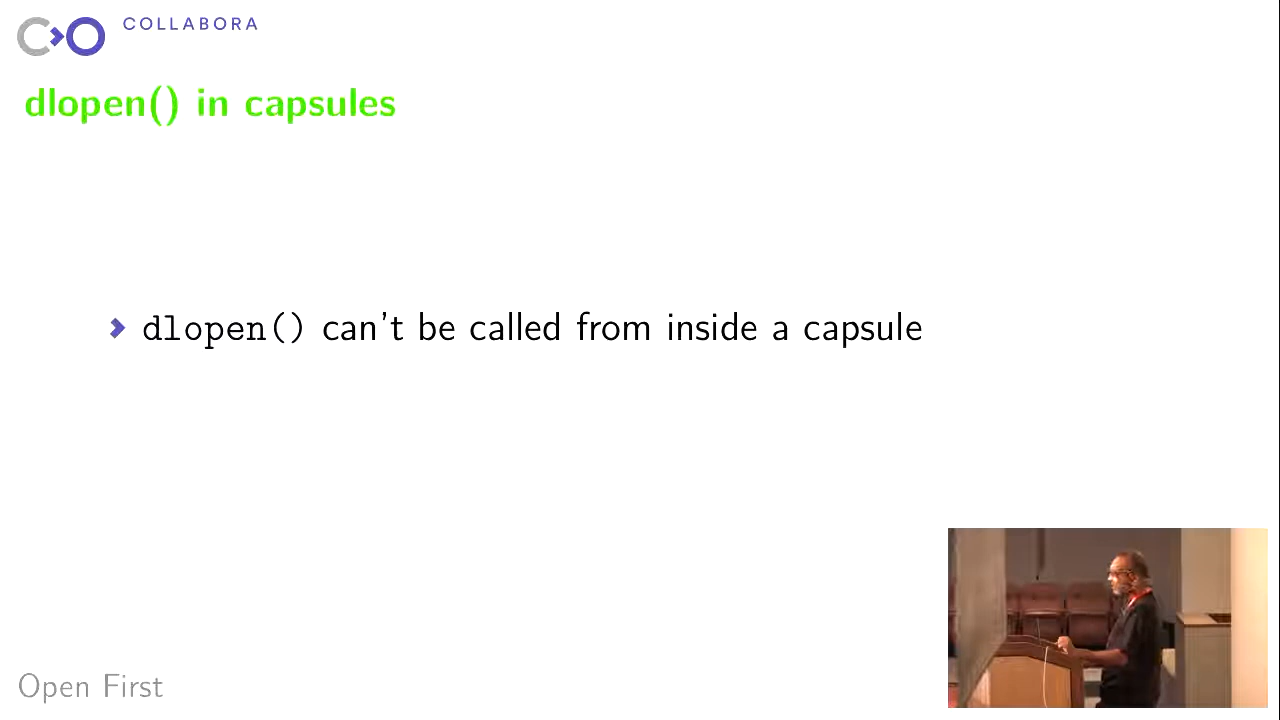 COLLABORA
dlopen() in capsules
dlopen() can't be called from inside a capsule
Open First